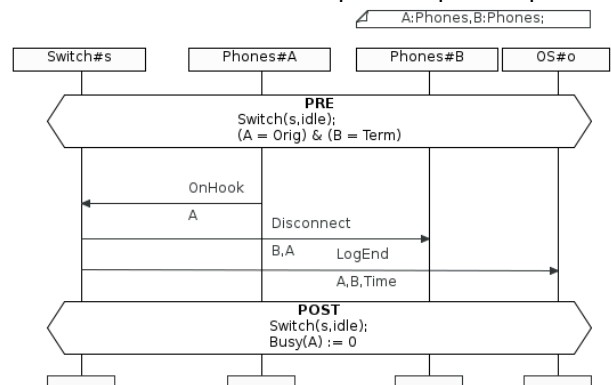 A:Phones,B:Phones;
Switch#s
Phones#A
Phones#B
OS#o
PRE
Switch(s,idle);
(A = Orig) & (B = Term)
OnHook
A
Disconnect
B,A
LogEnd
A,B,Time
POST
Switch(s,idle);
Busy(A) := 0